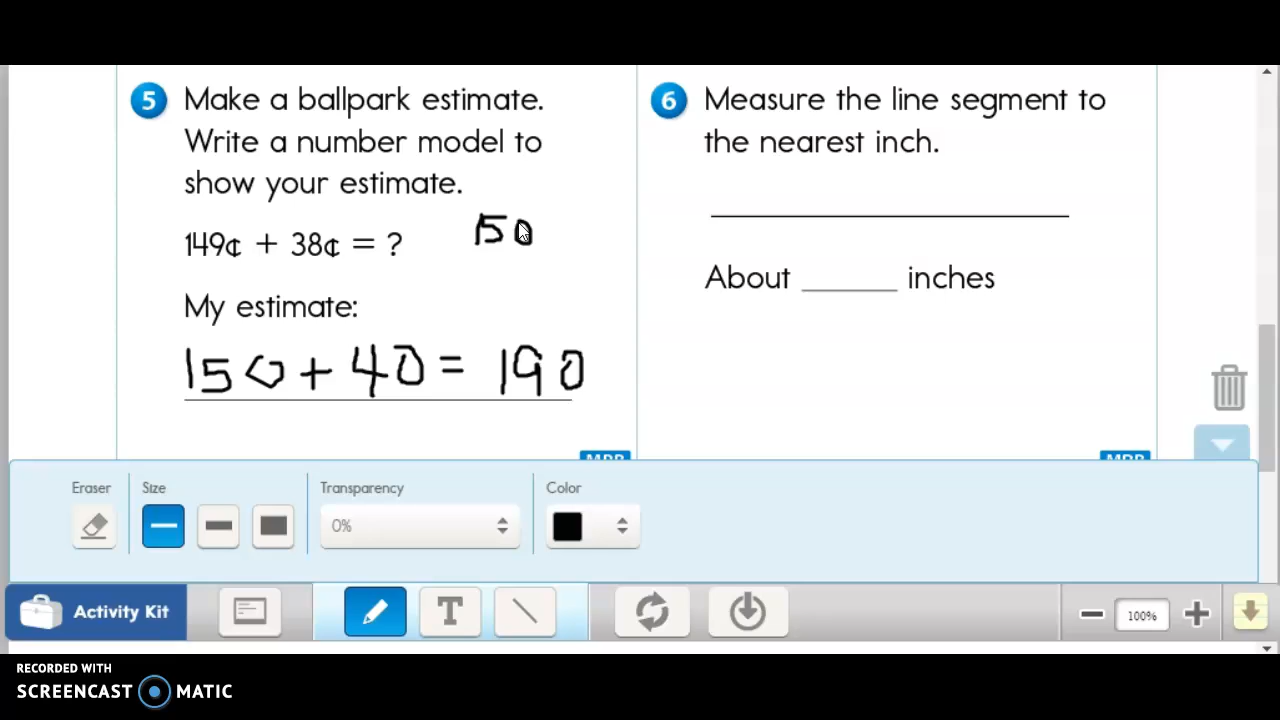 5 Make a ballpark estimate.
Write a number model to
show your estimate.
149¢ + 38¢ = ?
150
My estimate:
150 + 40 = 190
6 Measure the line segment to
the nearest inch.
About ______ inches
Eraser
Size
Transparency
Color
0%
Activity Kit
T
100%
RECORDED WITH
SCREENCAST MATIC